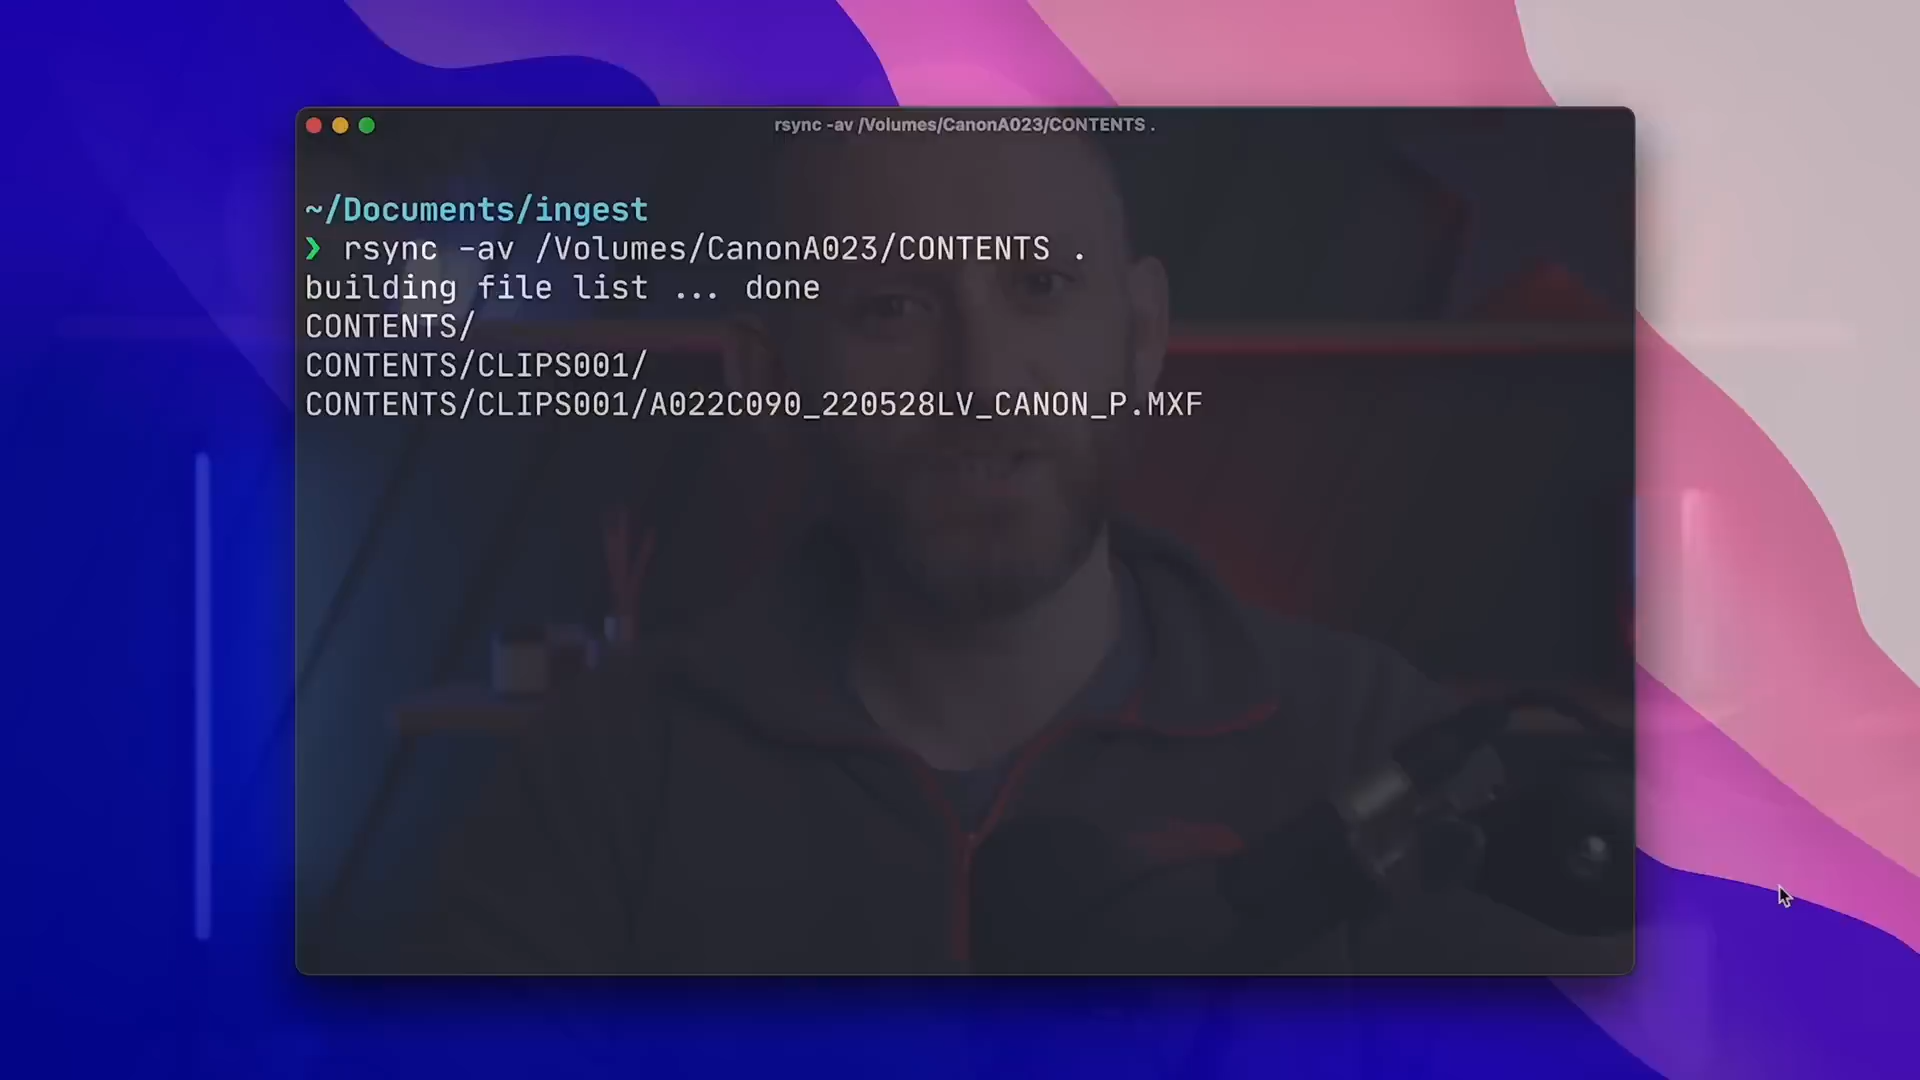 rsync -av /Volumes/CanonA023/CONTENTS .
~/Documents/ingest
❯ rsync -av /Volumes/CanonA023/CONTENTS .
building file list ... done
CONTENTS/
CONTENTS/CLIPS001/
CONTENTS/CLIPS001/A022C090_220528LV_CANON_P.MXF